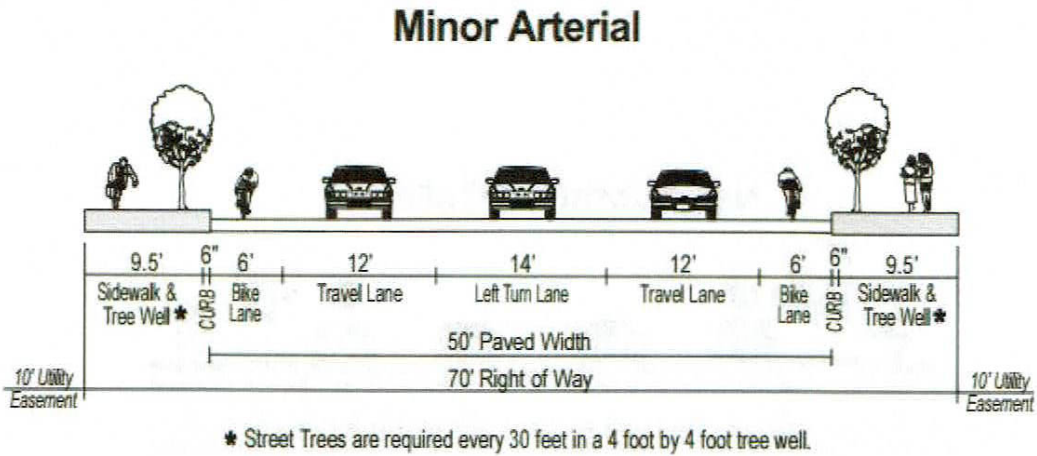 Minor Arterial
9.5' 6" 6' 12' 14' 12' 6' 6" 9.5'
Sidewalk & Tree Well *
CURB
Bike Lane
Travel Lane
Left Turn Lane
Travel Lane
Bike Lane
CURB
Sidewalk & Tree Well *
50' Paved Width
70' Right of Way
10' Utility
Easement
10' Utility
Easement
* Street Trees are required every 30 feet in a 4 foot by 4 foot tree well.